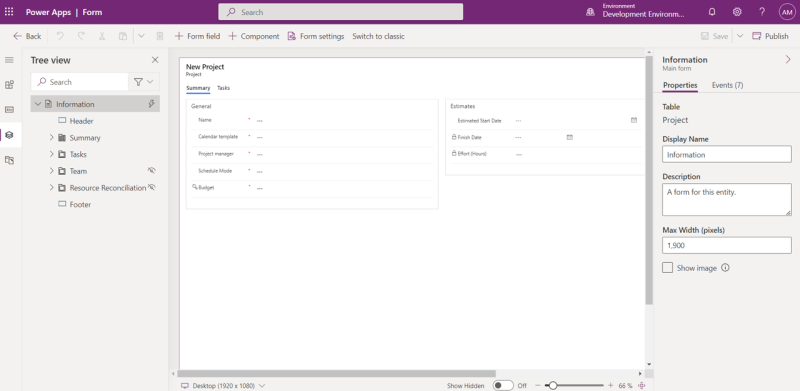 Power Apps | Form
Search
Environment
Development Environm...
AM
Back
Form field
Component
Form settings
Switch to classic
Save
Publish
Tree view
Search
Information
Header
Summary
Tasks
Team
Resource Reconciliation
Footer
New Project
Project
Summary
Tasks
General
Name * ---
Calendar template * ---
Project manager * ---
Schedule Mode * ---
Budget * ---
Estimates
Estimated Start Date ---
Finish Date ---
Effort (Hours) ---
Desktop (1920 x 1080)
Show Hidden
Off
66 %
Information
Main form
Properties
Events (7)
Table
Project
Display Name
Information
Description
A form for this entity.
Max Width (pixels)
1,900
Show image